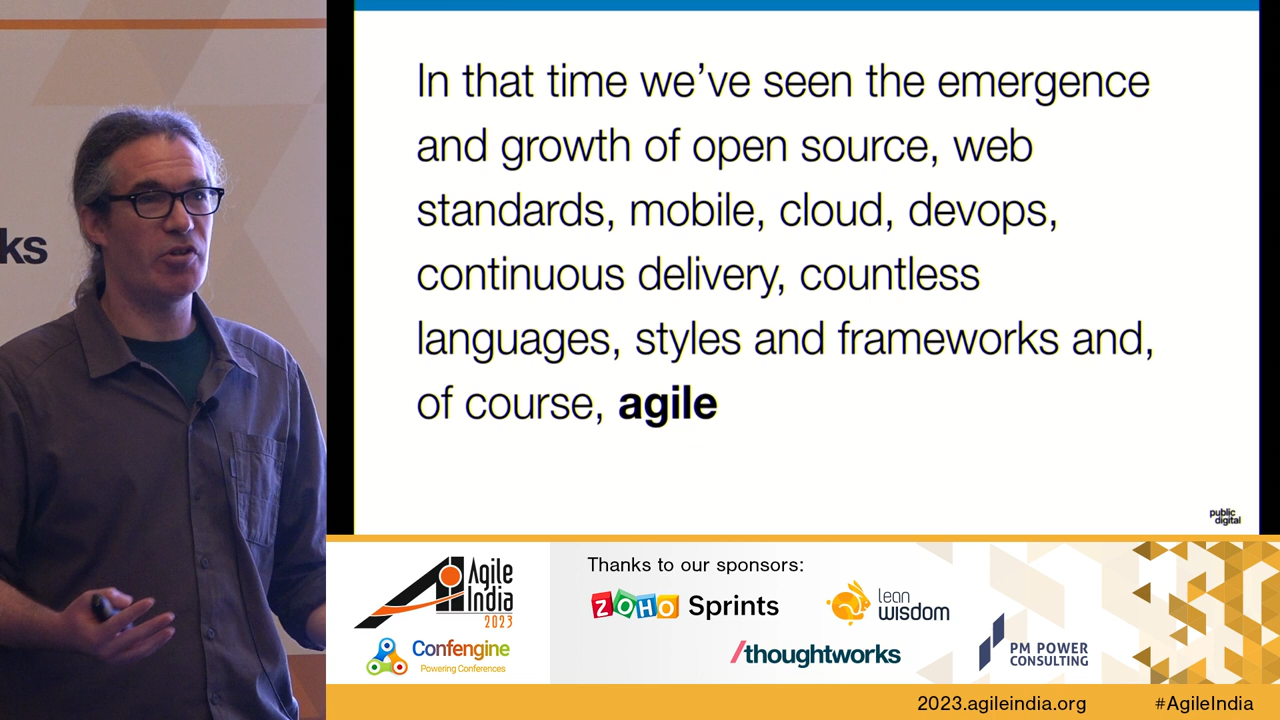 ks
In that time we’ve seen the emergence
and growth of open source, web
standards, mobile, cloud, devops,
continuous delivery, countless
languages, styles and frameworks and,
of course, agile
public
digital
Agile
India
2023
Confengine
Powering Conferences
Thanks to our sponsors:
ZOHO Sprints
lean
wisdom
/thoughtworks
PM POWER
CONSULTING
2023.agileindia.org #AgileIndia